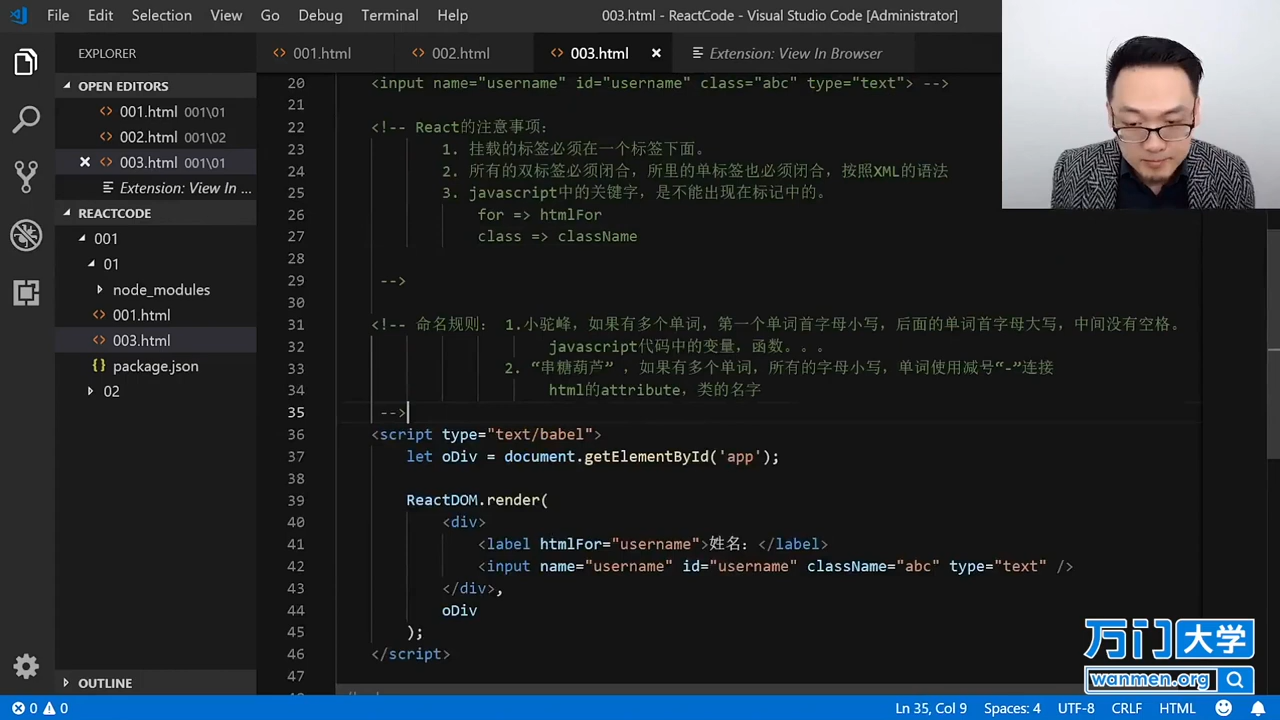 File Edit Selection View Go Debug Terminal Help 003.html - ReactCode - Visual Studio Code [Administrator]
EXPLORER
001.html
002.html
003.html
Extension: View In Browser
OPEN EDITORS
001.html 001\01
002.html 001\02
003.html 001\01
Extension: View In ...
REACTCODE
001
01
node_modules
001.html
003.html
package.json
02
OUTLINE
20 <input name="username" id="username" class="abc" type="text"> -->
21
22 <!-- React的注意事项：
23 1. 挂载的标签必须在一个标签下面。
24 2. 所有的双标签必须闭合，所里的单标签也必须闭合，按照XML的语法
25 3. javascript中的关键字，是不能出现在标记中的。
26 for => htmlFor
27 class => className
28
29 -->
30
31 <!-- 命名规则： 1.小驼峰，如果有多个单词，第一个单词首字母小写，后面的单词首字母大写，中间没有空格。
32 javascript代码中的变量，函数。。。
33 2. “串糖葫芦” ，如果有多个单词，所有的字母小写，单词使用减号“-”连接
34 html的attribute，类的名字
35 -->
36 <script type="text/babel">
37 let oDiv = document.getElementById('app');
38
39 ReactDOM.render(
40 <div>
41 <label htmlFor="username">姓名：</label>
42 <input name="username" id="username" className="abc" type="text" />
43 </div>,
44 oDiv
45 );
46 </script>
47
万门大学
wanmen.org
0 0 Ln 35, Col 9 Spaces: 4 UTF-8 CRLF HTML